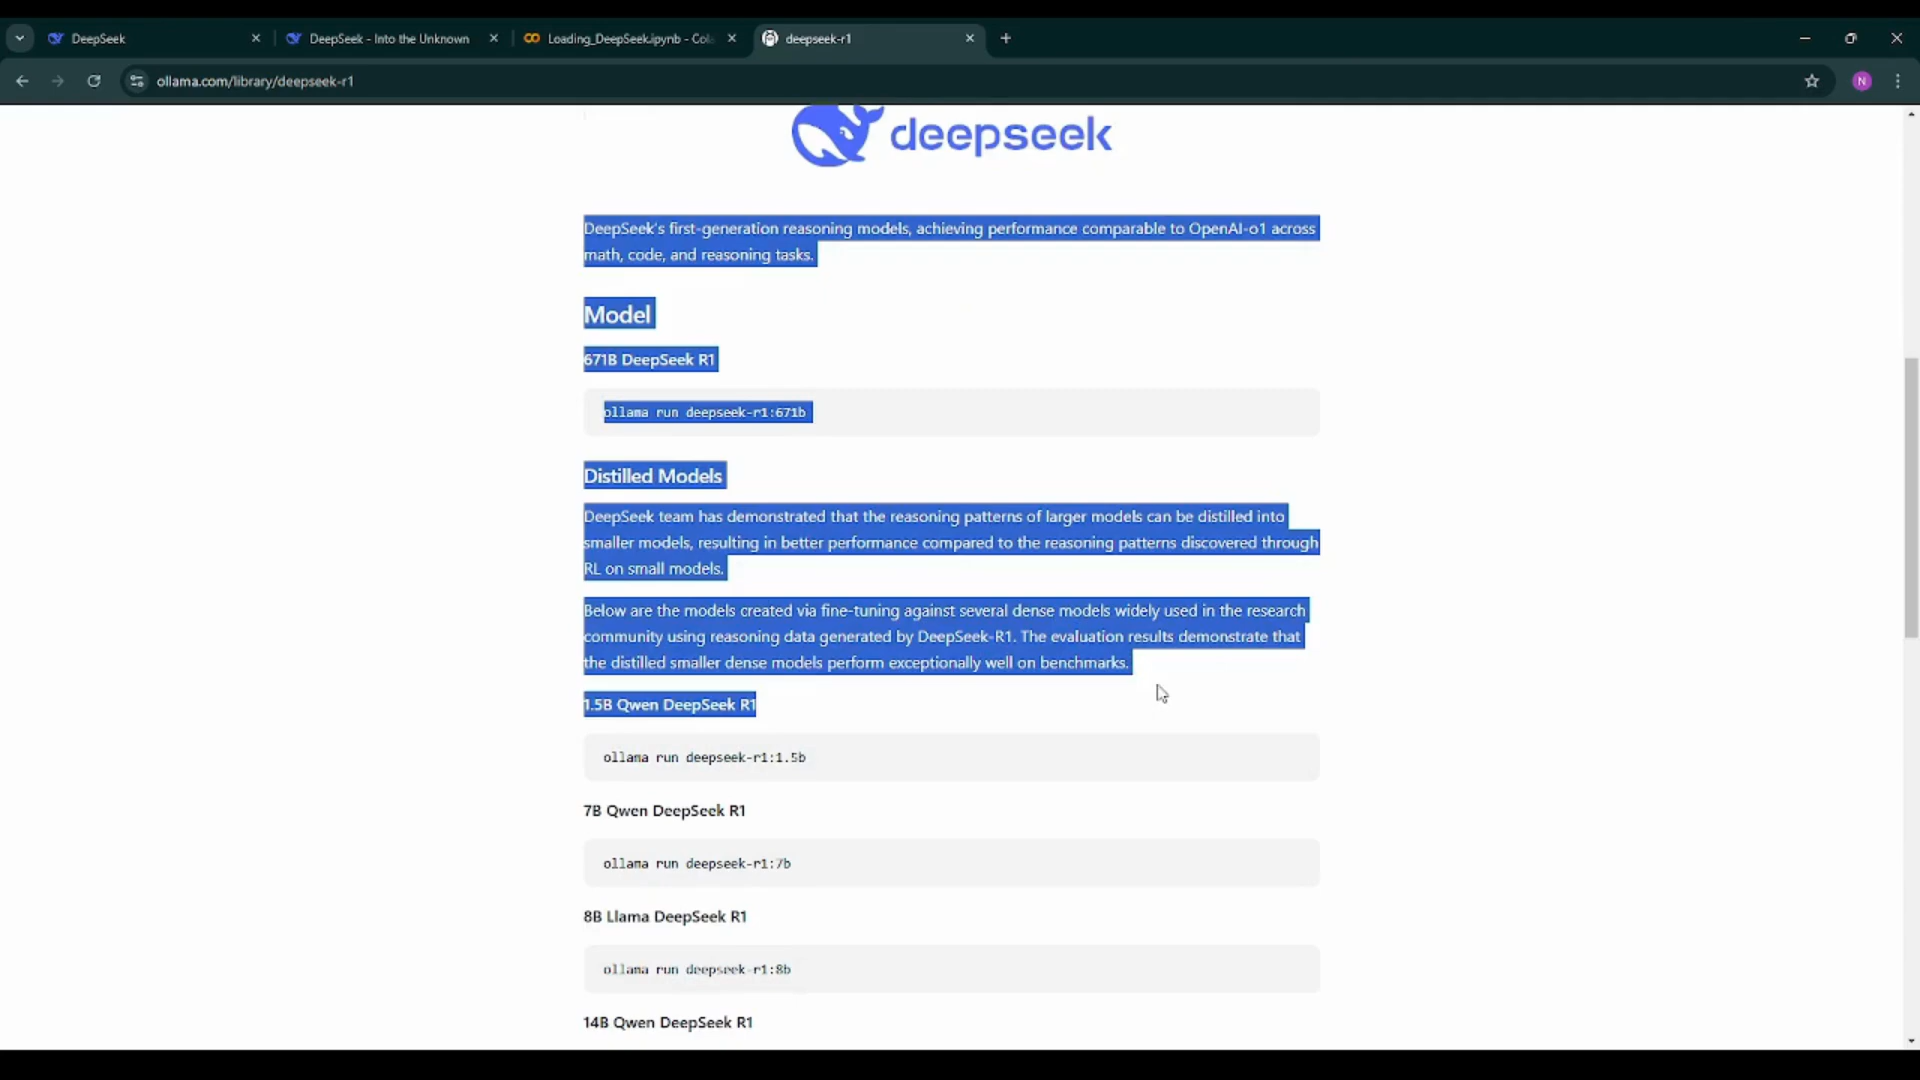 DeepSeek
DeepSeek - Into the Unknown
Loading_DeepSeek.ipynb - Col
deepseek-r1
ollama.com/library/deepseek-r1
N
deepseek
DeepSeek's first-generation reasoning models, achieving performance comparable to OpenAI-o1 across
math, code, and reasoning tasks.
Model
671B DeepSeek R1
ollama run deepseek-r1:671b
Distilled Models
DeepSeek team has demonstrated that the reasoning patterns of larger models can be distilled into
smaller models, resulting in better performance compared to the reasoning patterns discovered through
RL on small models.
Below are the models created via fine-tuning against several dense models widely used in the research
community using reasoning data generated by DeepSeek-R1. The evaluation results demonstrate that
the distilled smaller dense models perform exceptionally well on benchmarks.
1.5B Qwen DeepSeek R1
ollama run deepseek-r1:1.5b
7B Qwen DeepSeek R1
ollama run deepseek-r1:7b
8B Llama DeepSeek R1
ollama run deepseek-r1:8b
14B Qwen DeepSeek R1